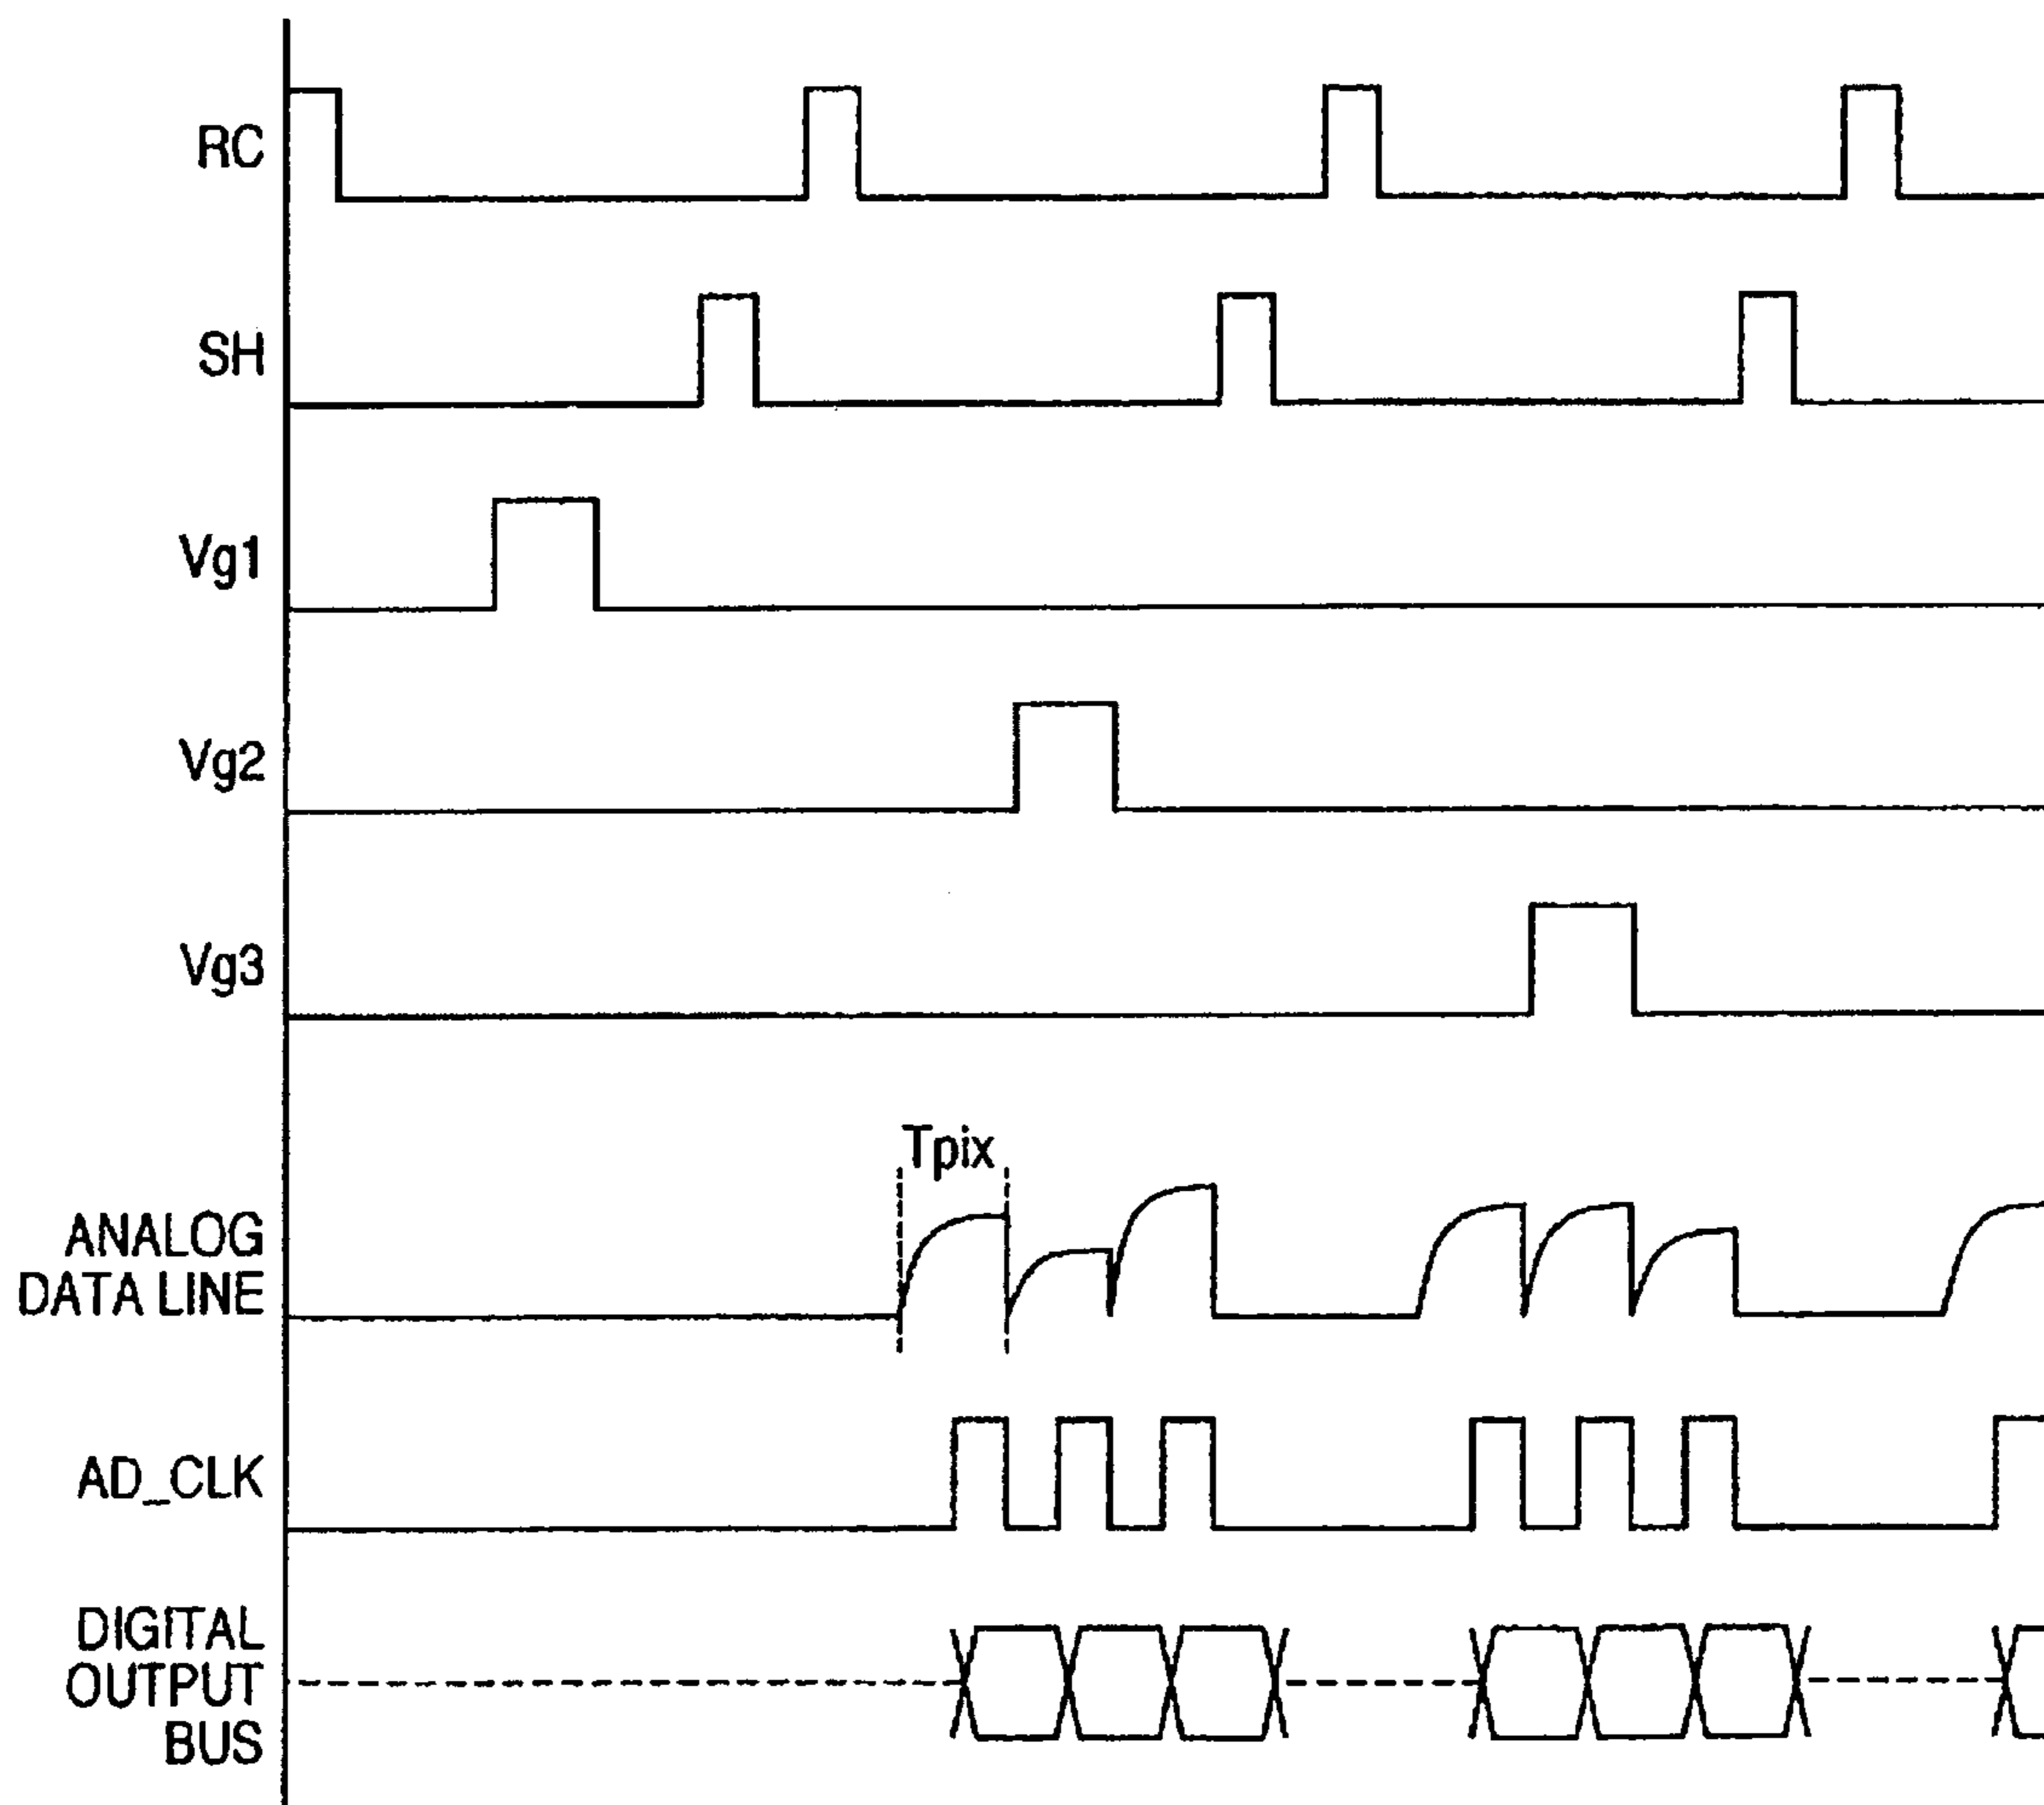 RC
SH
Vg1
Vg2
Vg3
Tpix
ANALOG
DATA LINE
AD_CLK
DIGITAL
OUTPUT
BUS